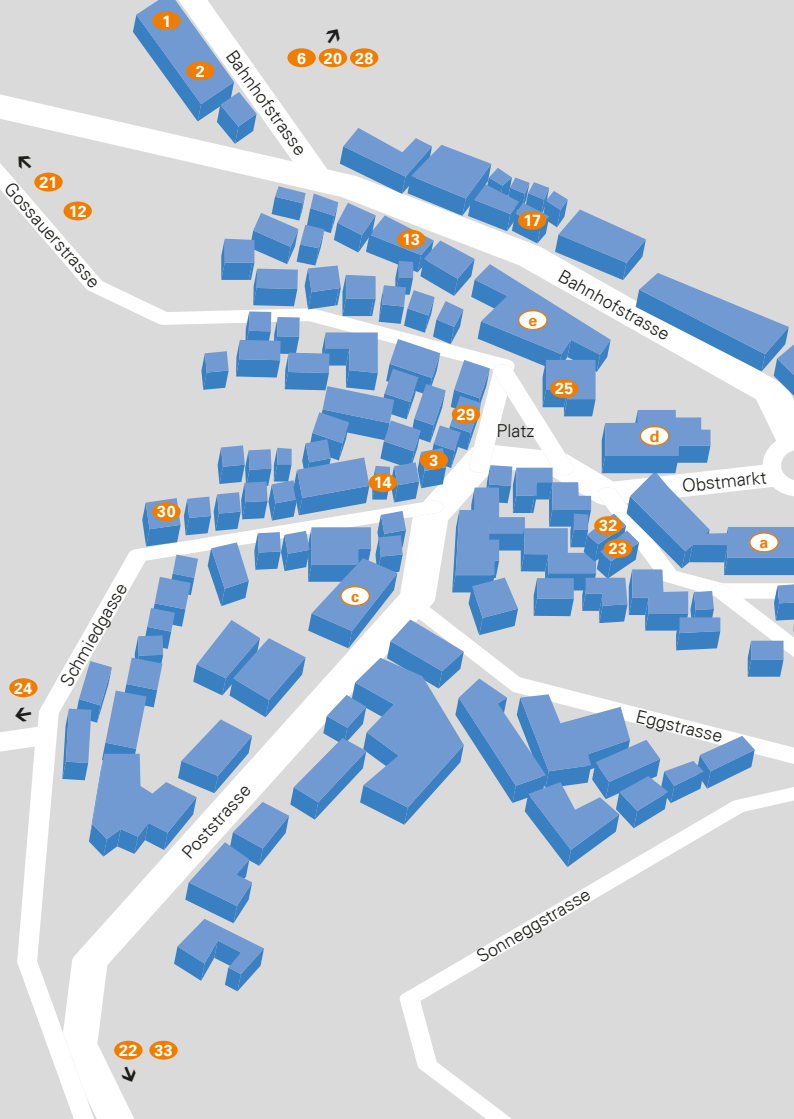 1
2
Bahnhofstrasse
6 20 28
21
12
Gossauerstrasse
17
13
Bahnhofstrasse
e
25
29
Platz
d
3
14
Obstmarkt
30
32
23
a
c
Schmiedgasse
24
Eggstrasse
Poststrasse
Sonneggstrasse
22 33